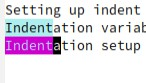 Setting up indent
Indentation variab
Indentation setup